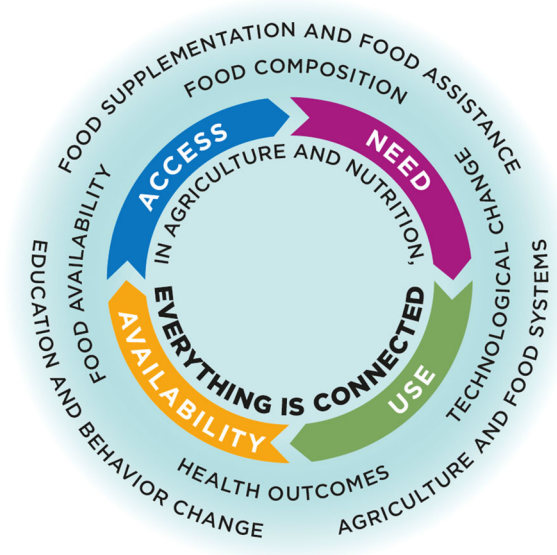 FOOD SUPPLEMENTATION AND FOOD ASSISTANCE
FOOD COMPOSITION
ACCESS
NEED
IN AGRICULTURE AND NUTRITION,
EVERYTHING IS CONNECTED
FOOD AVAILABILITY
TECHNOLOGICAL CHANGE
AVAILABILITY
USE
HEALTH OUTCOMES
EDUCATION AND BEHAVIOR CHANGE
AGRICULTURE AND FOOD SYSTEMS